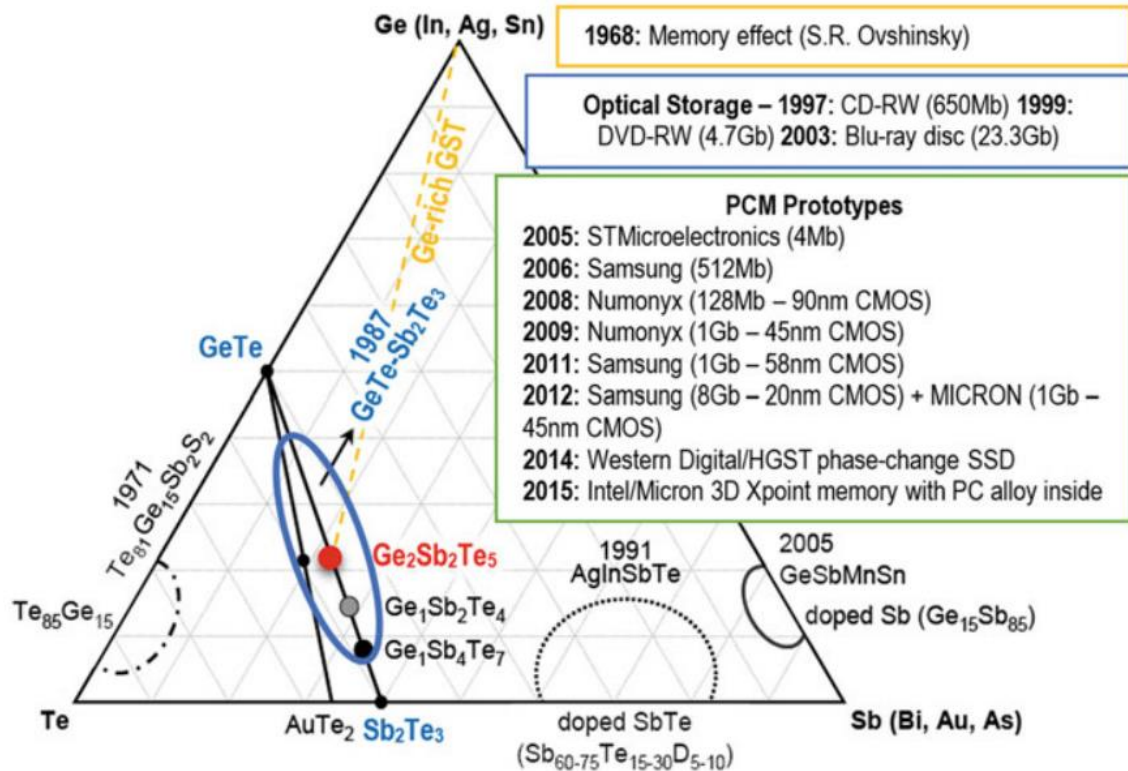 Ge (In, Ag, Sn)
1968: Memory effect (S.R. Ovshinsky)
Optical Storage – 1997: CD-RW (650Mb) 1999:
DVD-RW (4.7Gb) 2003: Blu-ray disc (23.3Gb)
PCM Prototypes
2005: STMicroelectronics (4Mb)
2006: Samsung (512Mb)
2008: Numonyx (128Mb – 90nm CMOS)
2009: Numonyx (1Gb – 45nm CMOS)
2011: Samsung (1Gb – 58nm CMOS)
2012: Samsung (8Gb – 20nm CMOS) + MICRON (1Gb –
45nm CMOS)
2014: Western Digital/HGST phase-change SSD
2015: Intel/Micron 3D Xpoint memory with PC alloy inside
Ge-rich GST
1987
GeTe-Sb₂Te₃
GeTe
1971
Te₈₁Ge₁₅Sb₂S₂
Te₈₅Ge₁₅
Ge₂Sb₂Te₅
Ge₁Sb₂Te₄
Ge₁Sb₄Te₇
1991
AgInSbTe
2005
GeSbMnSn
doped Sb (Ge₁₅Sb₈₅)
Te
AuTe₂
Sb₂Te₃
doped SbTe
(Sb₆₀₋₇₅Te₁₅₋₃₀D₅₋₁₀)
Sb (Bi, Au, As)